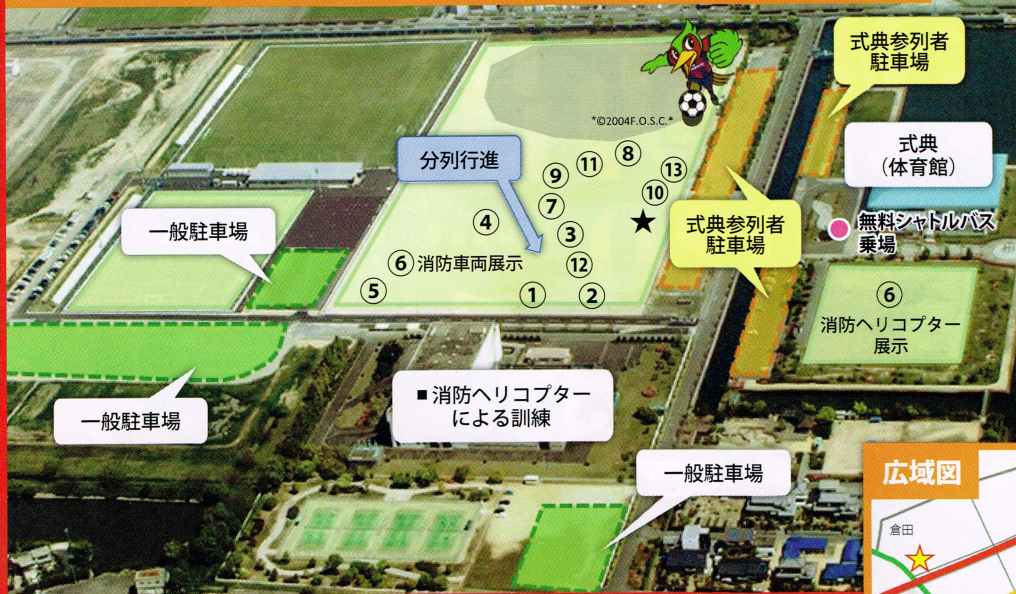 式典参列者
駐車場
*©2004F.O.S.C.*
分列行進
⑪
⑧
⑨
⑬
式典
(体育館)
⑩
⑦
④
★
③
一般駐車場
式典参列者
駐車場
無料シャトルバス
乗場
⑥ 消防車両展示
⑫
⑤
①
②
⑥
消防ヘリコプター
展示
■ 消防ヘリコプター
による訓練
一般駐車場
一般駐車場
広域図
倉田